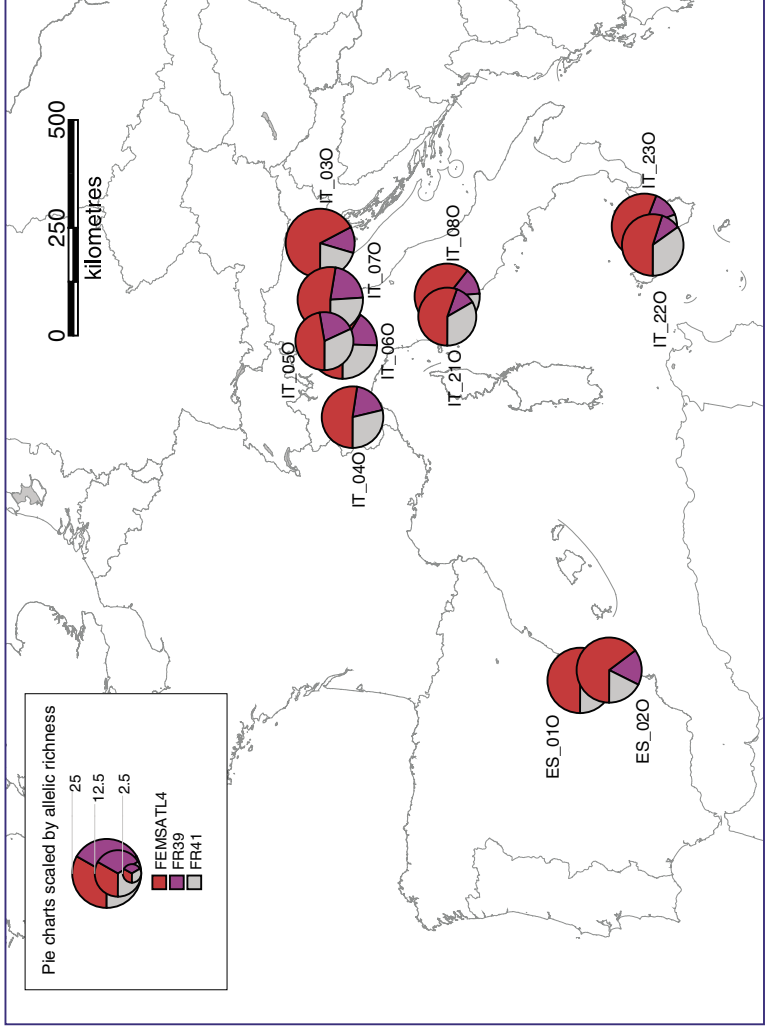 Pie charts scaled by allelic richness
25
12.5
2.5
FEMSATL4
FR39
FR41
0
250
500
kilometres
IT_03O
IT_07O
IT_05O
IT_06O
IT_04O
IT_08O
IT_21O
IT_23O
IT_22O
ES_01O
ES_02O